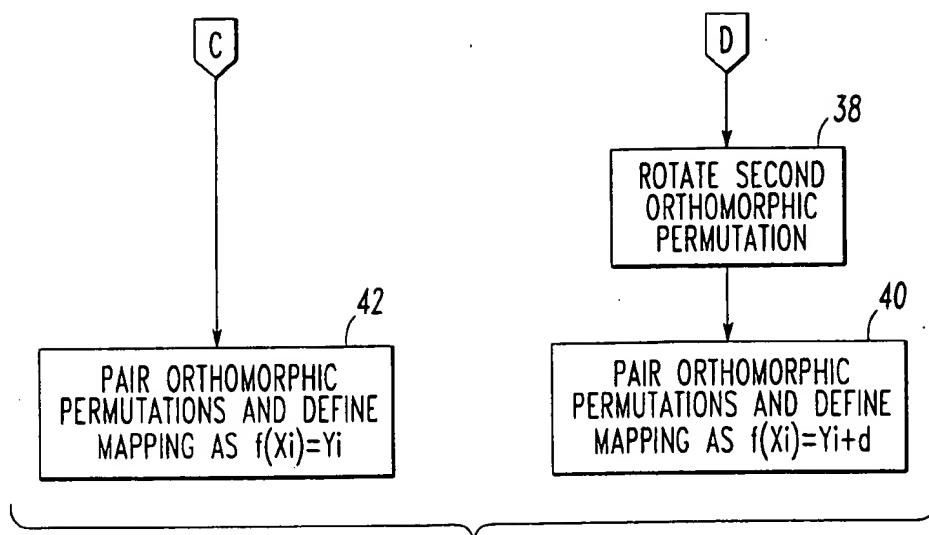 C
D
38
ROTATE SECOND
ORTHOMORPHIC
PERMUTATION
42
PAIR ORTHOMORPHIC
PERMUTATIONS AND DEFINE
MAPPING AS f(Xi)=Yi
40
PAIR ORTHOMORPHIC
PERMUTATIONS AND DEFINE
MAPPING AS f(Xi)=Yi+d